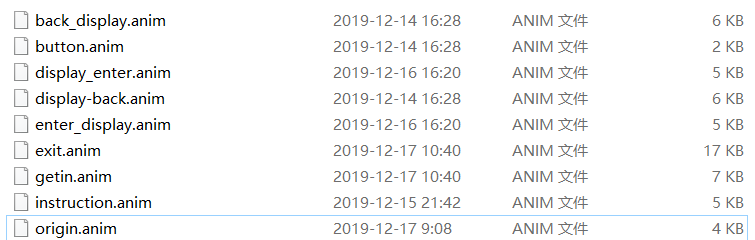 back_display.anim 2019-12-14 16:28 ANIM 文件 6 KB
button.anim 2019-12-14 16:28 ANIM 文件 2 KB
display_enter.anim 2019-12-16 16:20 ANIM 文件 5 KB
display-back.anim 2019-12-14 16:28 ANIM 文件 6 KB
enter_display.anim 2019-12-16 16:20 ANIM 文件 5 KB
exit.anim 2019-12-17 10:40 ANIM 文件 17 KB
getin.anim 2019-12-17 10:40 ANIM 文件 7 KB
instruction.anim 2019-12-15 21:42 ANIM 文件 5 KB
origin.anim 2019-12-17 9:08 ANIM 文件 4 KB